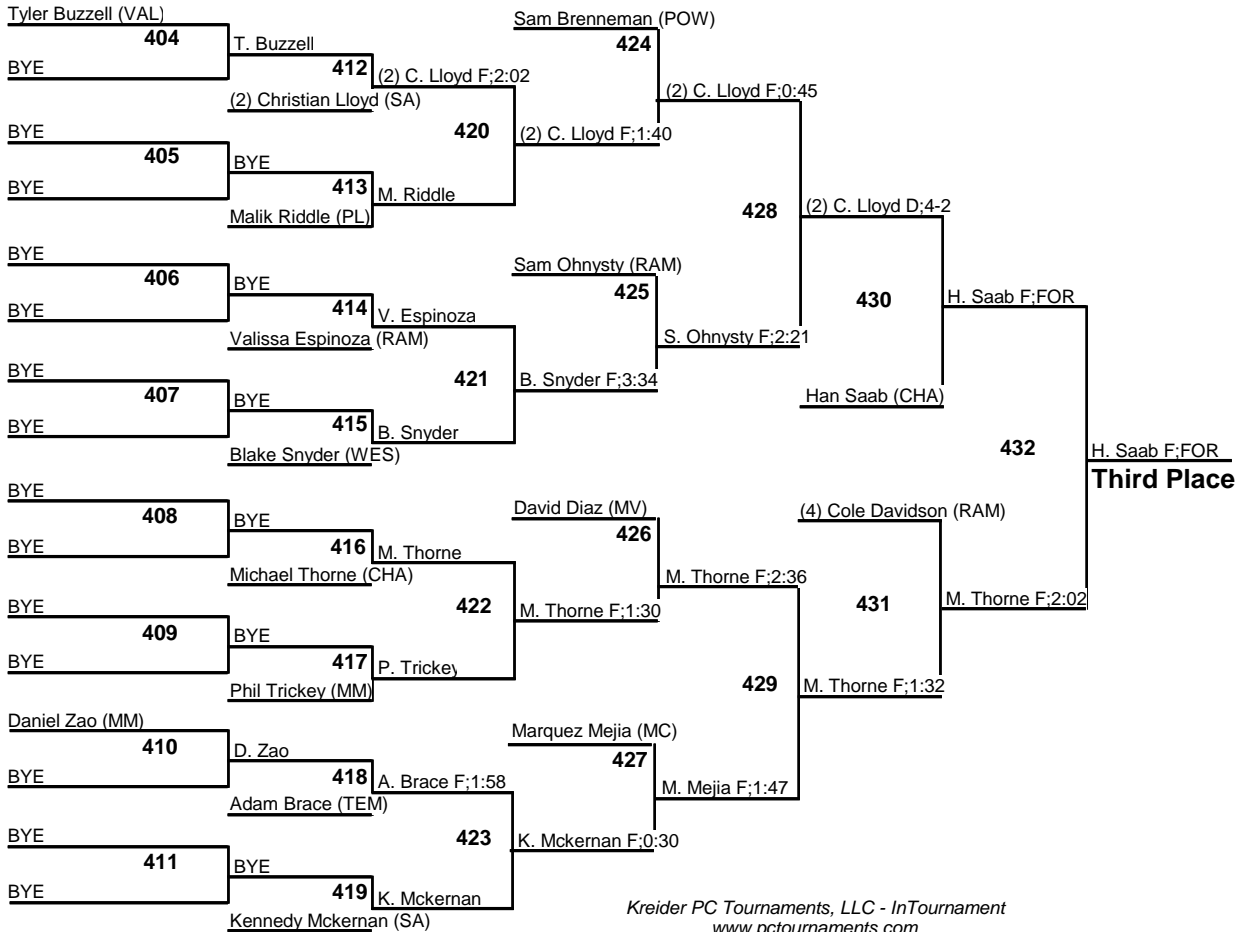 Tyler Buzzell (VAL)
404
BYE
T. Buzzell
412
(2) Christian Lloyd (SA)
(2) C. Lloyd F;2:02
BYE
405
BYE
BYE
413
Malik Riddle (PL)
M. Riddle
420
(2) C. Lloyd F;1:40
Sam Brenneman (POW)
424
(2) C. Lloyd F;0:45
BYE
406
BYE
BYE
414
Valissa Espinoza (RAM)
V. Espinoza
BYE
407
BYE
BYE
415
Blake Snyder (WES)
B. Snyder
421
B. Snyder F;3:34
Sam Ohnysty (RAM)
425
S. Ohnysty F;2:21
428
(2) C. Lloyd D;4-2
430
Han Saab (CHA)
H. Saab F;FOR
BYE
408
BYE
BYE
416
Michael Thorne (CHA)
M. Thorne
BYE
409
BYE
BYE
417
Phil Trickey (MM)
P. Trickey
422
M. Thorne F;1:30
David Diaz (MV)
426
M. Thorne F;2:36
Daniel Zao (MM)
410
BYE
D. Zao
418
Adam Brace (TEM)
A. Brace F;1:58
BYE
411
BYE
BYE
419
Kennedy Mckernan (SA)
K. Mckernan
423
K. Mckernan F;0:30
Marquez Mejia (MC)
427
M. Mejia F;1:47
429
M. Thorne F;1:32
(4) Cole Davidson (RAM)
431
M. Thorne F;2:02
432
H. Saab F;FOR
Third Place
Kreider PC Tournaments, LLC - InTournament
www.pctournaments.com